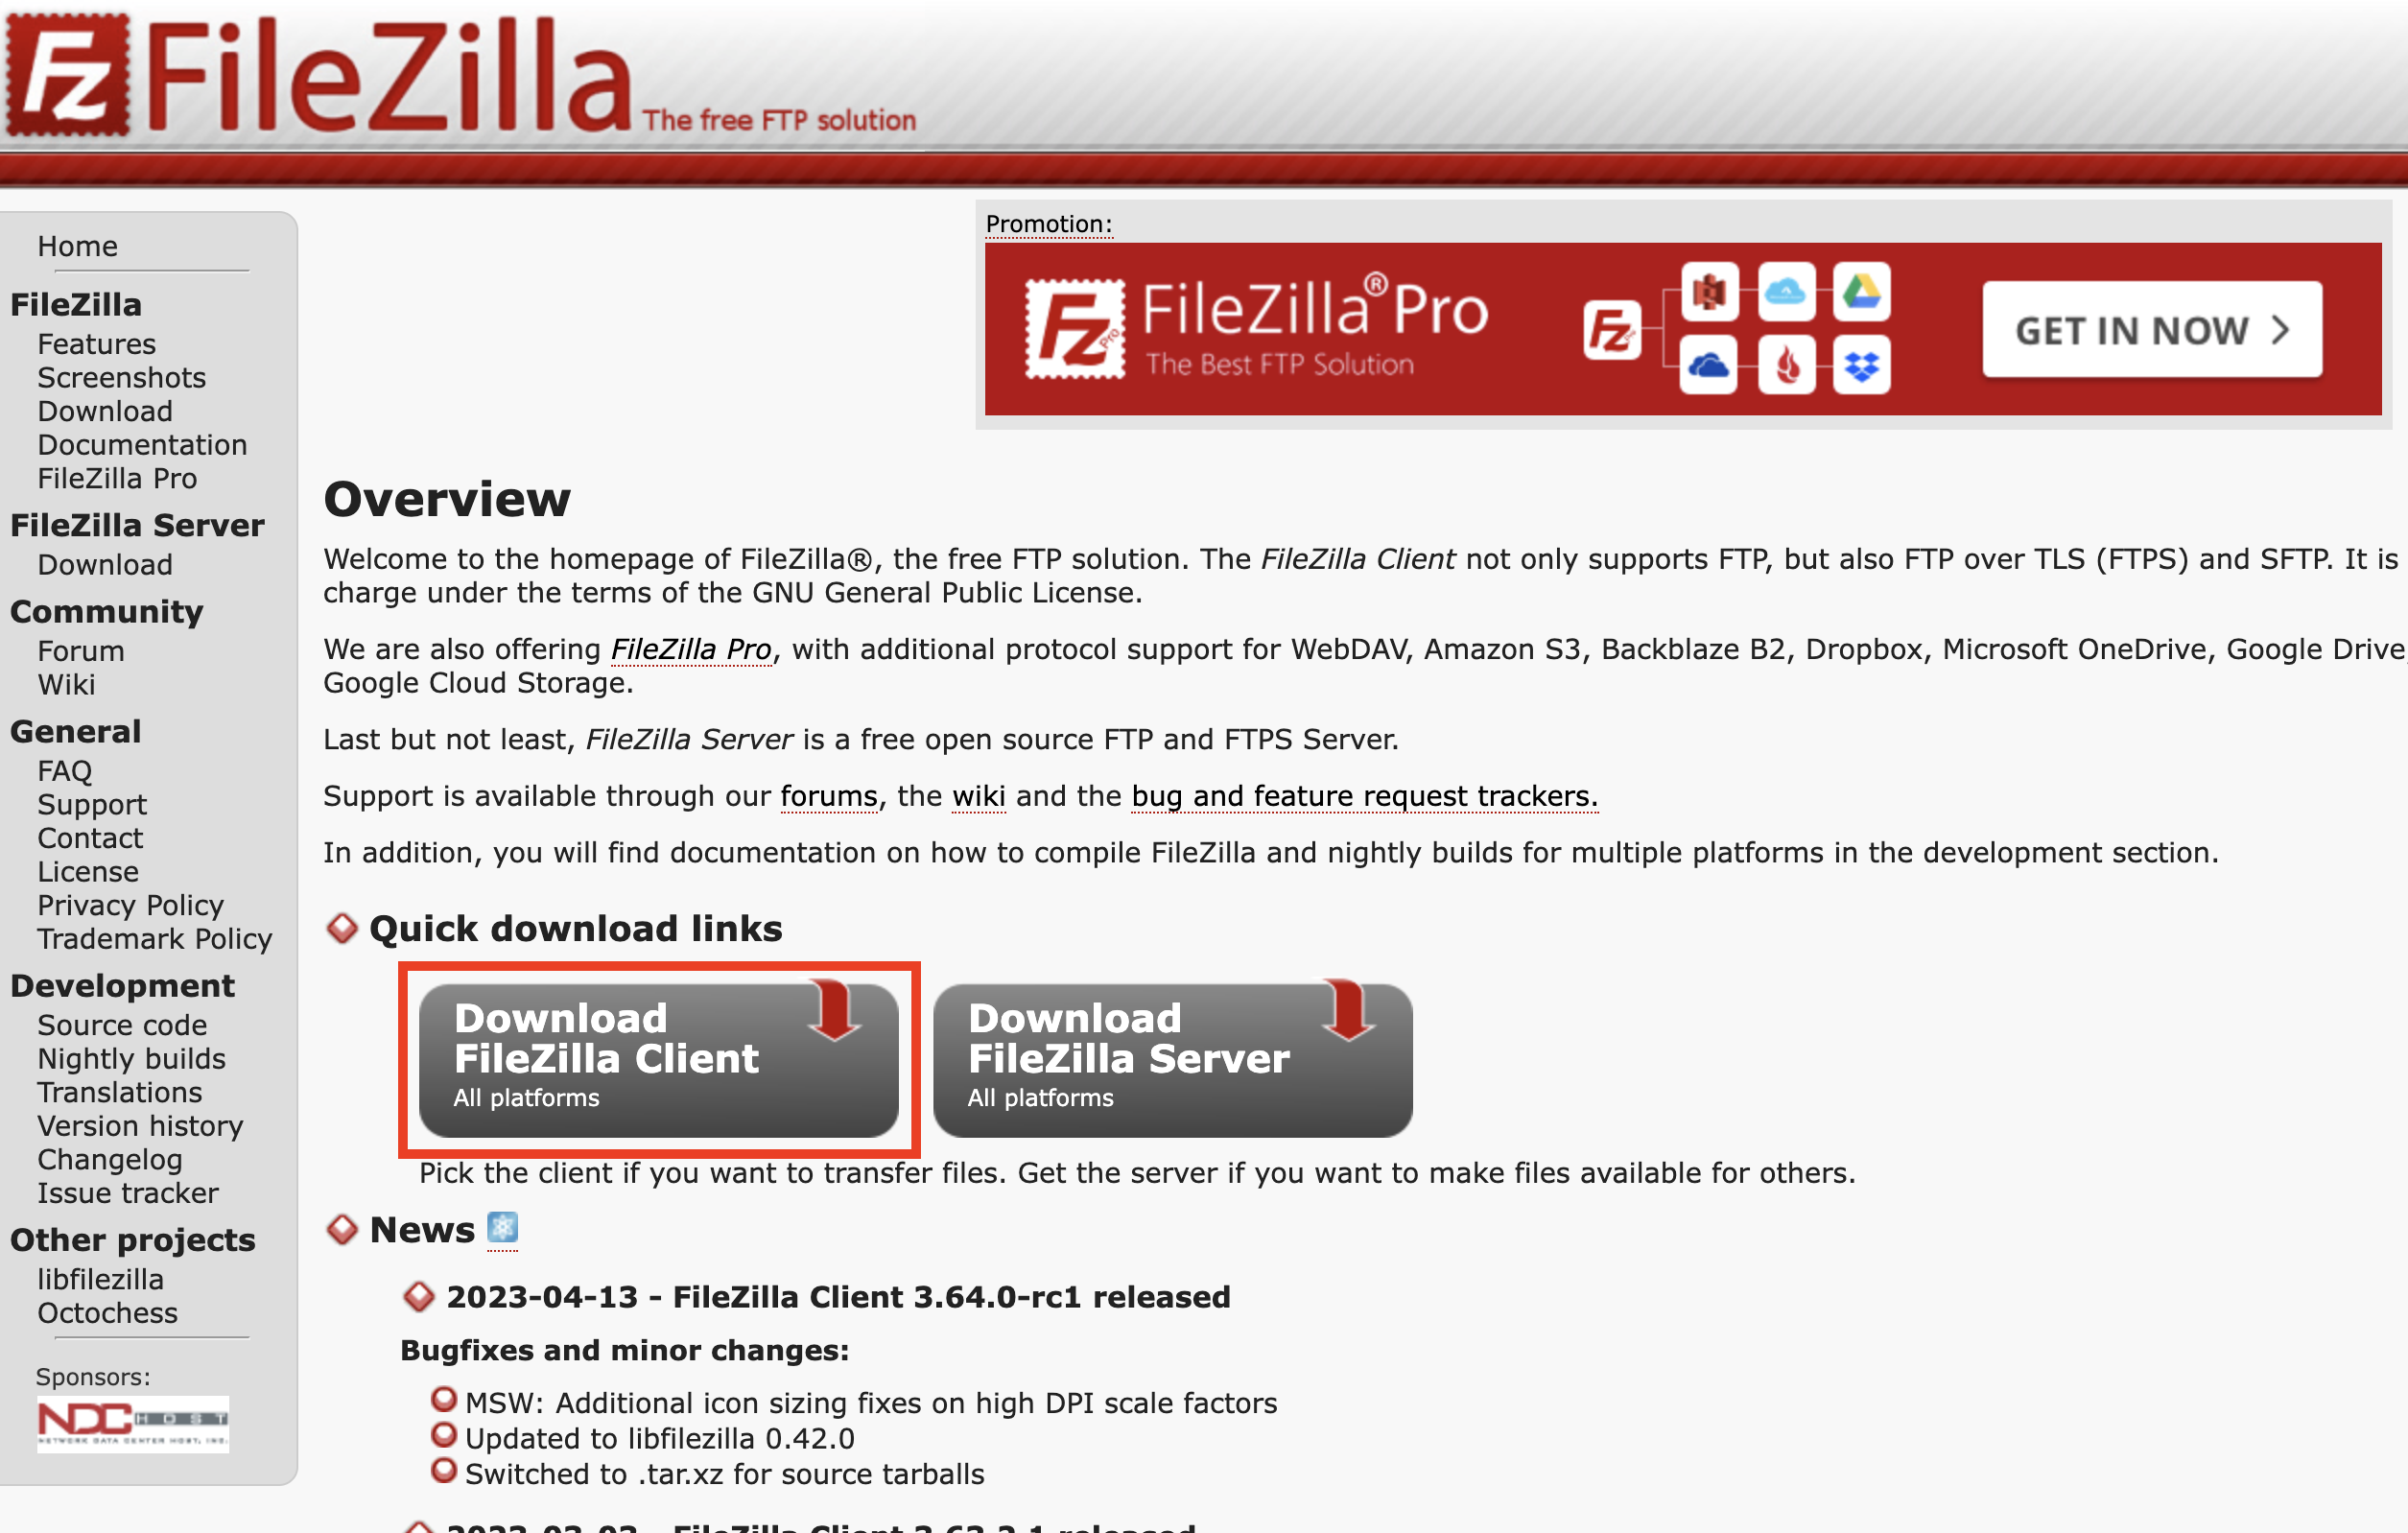 Fz FileZilla The free FTP solution
Home
FileZilla
Features
Screenshots
Download
Documentation
FileZilla Pro
FileZilla Server
Download
Community
Forum
Wiki
General
FAQ
Support
Contact
License
Privacy Policy
Trademark Policy
Development
Source code
Nightly builds
Translations
Version history
Changelog
Issue tracker
Other projects
libfilezilla
Octochess
Sponsors:
NDC HOST
NETWORK DATA CENTER HOST, INC.
Promotion:
Fz Pro FileZilla® Pro
The Best FTP Solution
Fz
GET IN NOW >
Overview
Welcome to the homepage of FileZilla®, the free FTP solution. The FileZilla Client not only supports FTP, but also FTP over TLS (FTPS) and SFTP. It is
charge under the terms of the GNU General Public License.
We are also offering FileZilla Pro, with additional protocol support for WebDAV, Amazon S3, Backblaze B2, Dropbox, Microsoft OneDrive, Google Drive
Google Cloud Storage.
Last but not least, FileZilla Server is a free open source FTP and FTPS Server.
Support is available through our forums, the wiki and the bug and feature request trackers.
In addition, you will find documentation on how to compile FileZilla and nightly builds for multiple platforms in the development section.
Quick download links
Download
FileZilla Client
All platforms
Download
FileZilla Server
All platforms
Pick the client if you want to transfer files. Get the server if you want to make files available for others.
News
2023-04-13 - FileZilla Client 3.64.0-rc1 released
Bugfixes and minor changes:
MSW: Additional icon sizing fixes on high DPI scale factors
Updated to libfilezilla 0.42.0
Switched to .tar.xz for source tarballs